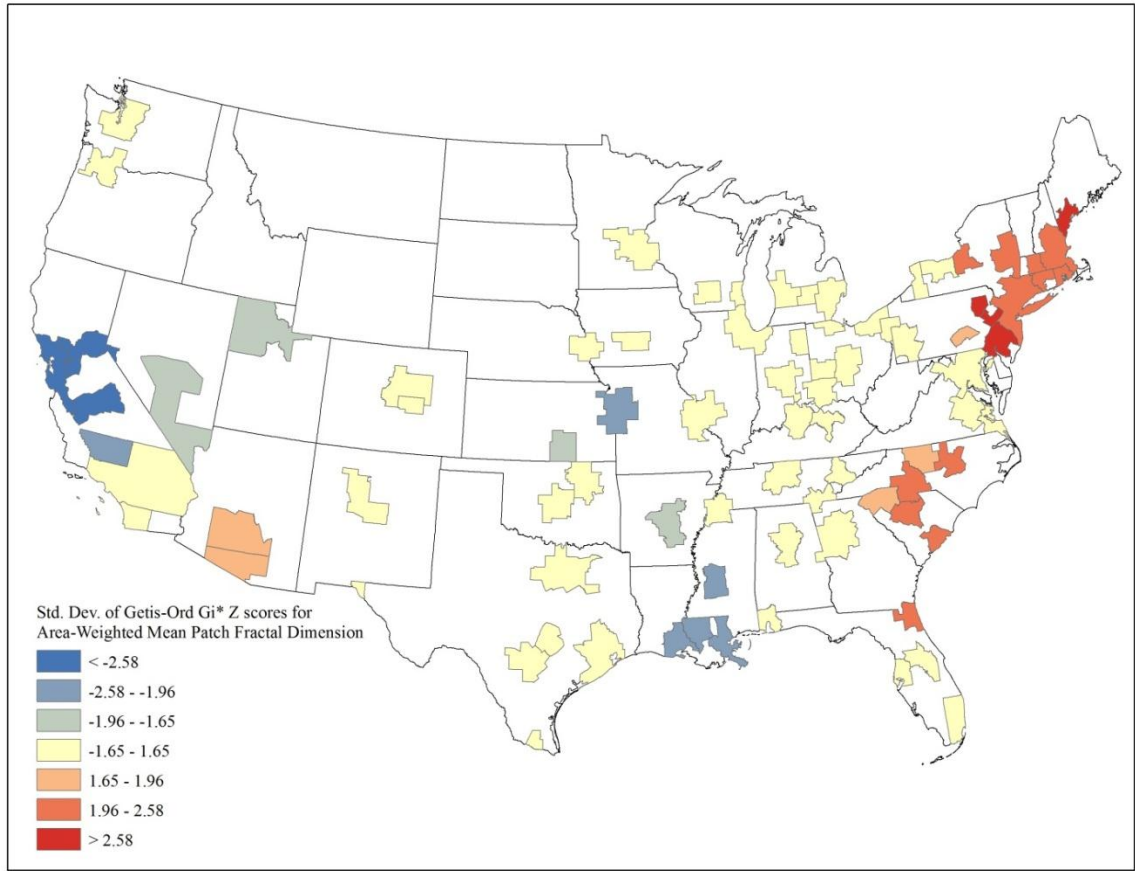 Std. Dev. of Getis-Ord Gi* Z scores for
Area-Weighted Mean Patch Fractal Dimension
< -2.58
-2.58 - -1.96
-1.96 - -1.65
-1.65 - 1.65
1.65 - 1.96
1.96 - 2.58
> 2.58